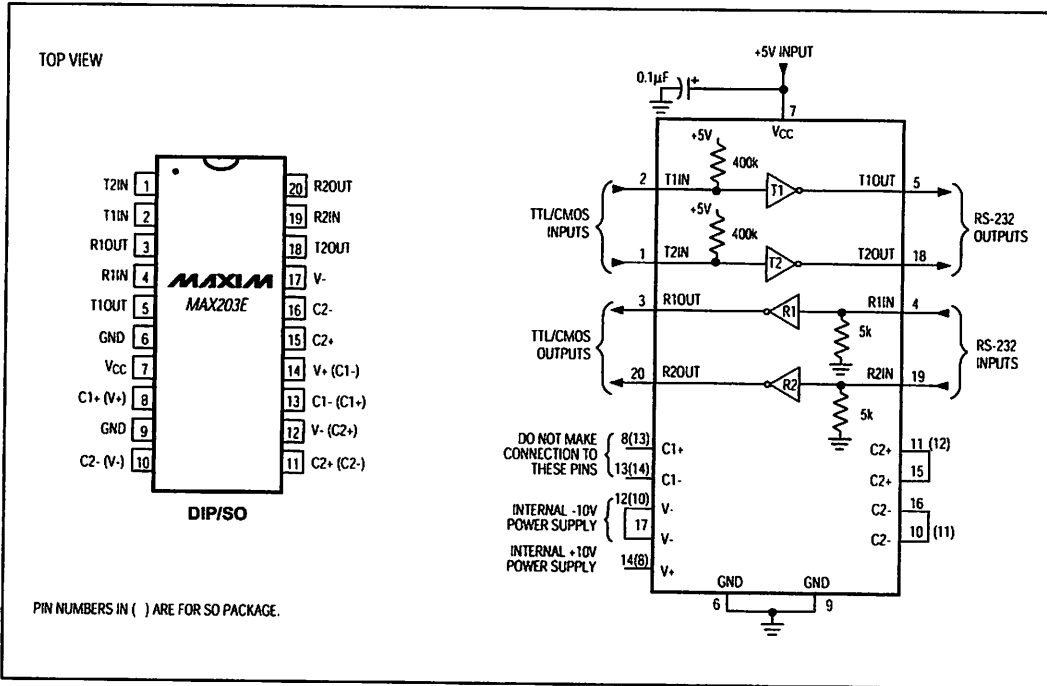 TOP VIEW
T2IN 1
T1IN 2
R1OUT 3
R1IN 4
T1OUT 5
GND 6
VCC 7
C1+ (V+) 8
GND 9
C2- (V-) 10
20 R2OUT
19 R2IN
18 T2OUT
17 V-
16 C2-
15 C2+
14 V+ (C1-)
13 C1- (C1+)
12 V- (C2+)
11 C2+ (C2-)
MAXIM
MAX203E
DIP/SO
PIN NUMBERS IN ( ) ARE FOR SO PACKAGE.
+5V INPUT
0.1µF
+
7
VCC
+5V
400k
2 T1IN
T1
T1OUT 5
+5V
400k
1 T2IN
T2
T2OUT 18
TTL/CMOS
INPUTS
RS-232
OUTPUTS
3 R1OUT
R1
R1IN 4
5k
20 R2OUT
R2
R2IN 19
5k
TTL/CMOS
OUTPUTS
RS-232
INPUTS
DO NOT MAKE
CONNECTION TO
THESE PINS
8(13)
C1+
13(14)
C1-
INTERNAL -10V
POWER SUPPLY
12(10)
V-
17
V-
INTERNAL +10V
POWER SUPPLY
14(8)
V+
C2+ 11 (12)
C2+ 15
C2- 16
C2- 10 (11)
GND GND
6 9